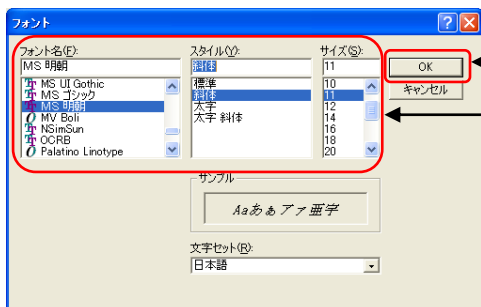 フォント
フォント名(F): スタイル(Y): サイズ(S):
MS 明朝 斜体 11 OK
MS UI Gothic 標準 10 キャンセル
MS ゴシック 斜体 11
MS 明朝 太字 12
MV Boli 太字 斜体 14
NSimSun 16
OCRB 18
Palatino Linotype 20
サンプル
Aaあぁアァ亜宇
文字セット(R):
日本語